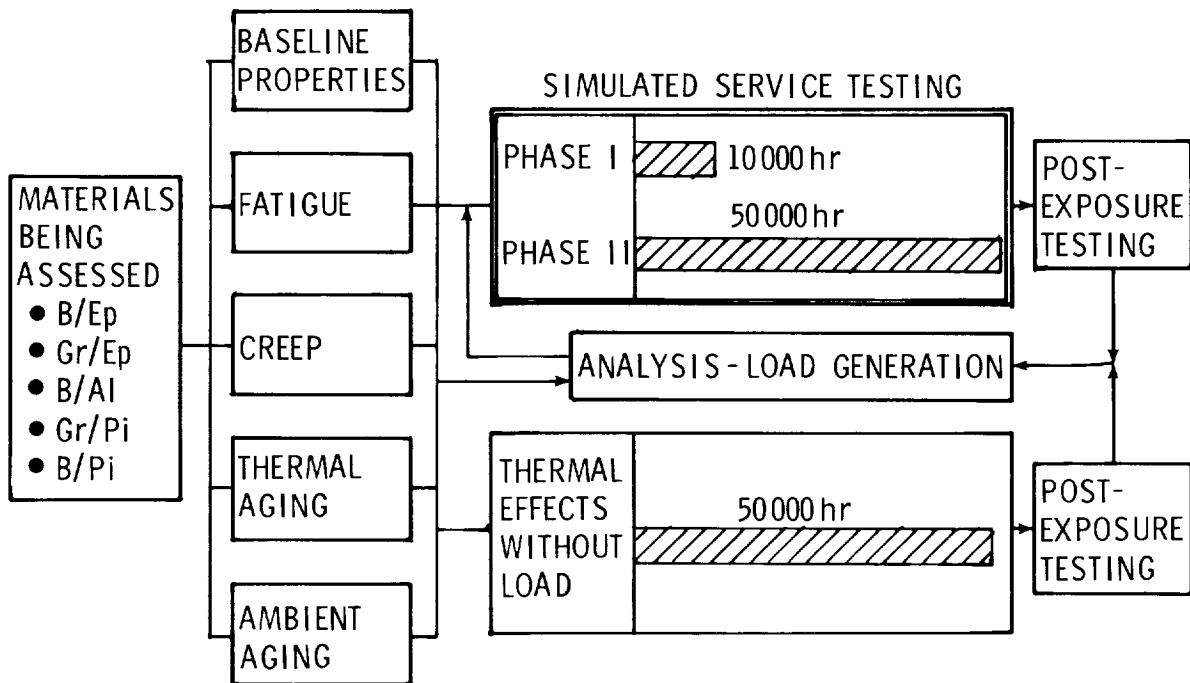 MATERIALS
BEING
ASSESSED
● B/Ep
● Gr/Ep
● B/Al
● Gr/Pi
● B/Pi
BASELINE
PROPERTIES
FATIGUE
CREEP
THERMAL
AGING
AMBIENT
AGING
SIMULATED SERVICE TESTING
PHASE I
10000 hr
50000 hr
PHASE II
ANALYSIS-LOAD GENERATION
THERMAL
EFFECTS
WITHOUT
LOAD
50000 hr
POST-
EXPOSURE
TESTING
POST-
EXPOSURE
TESTING